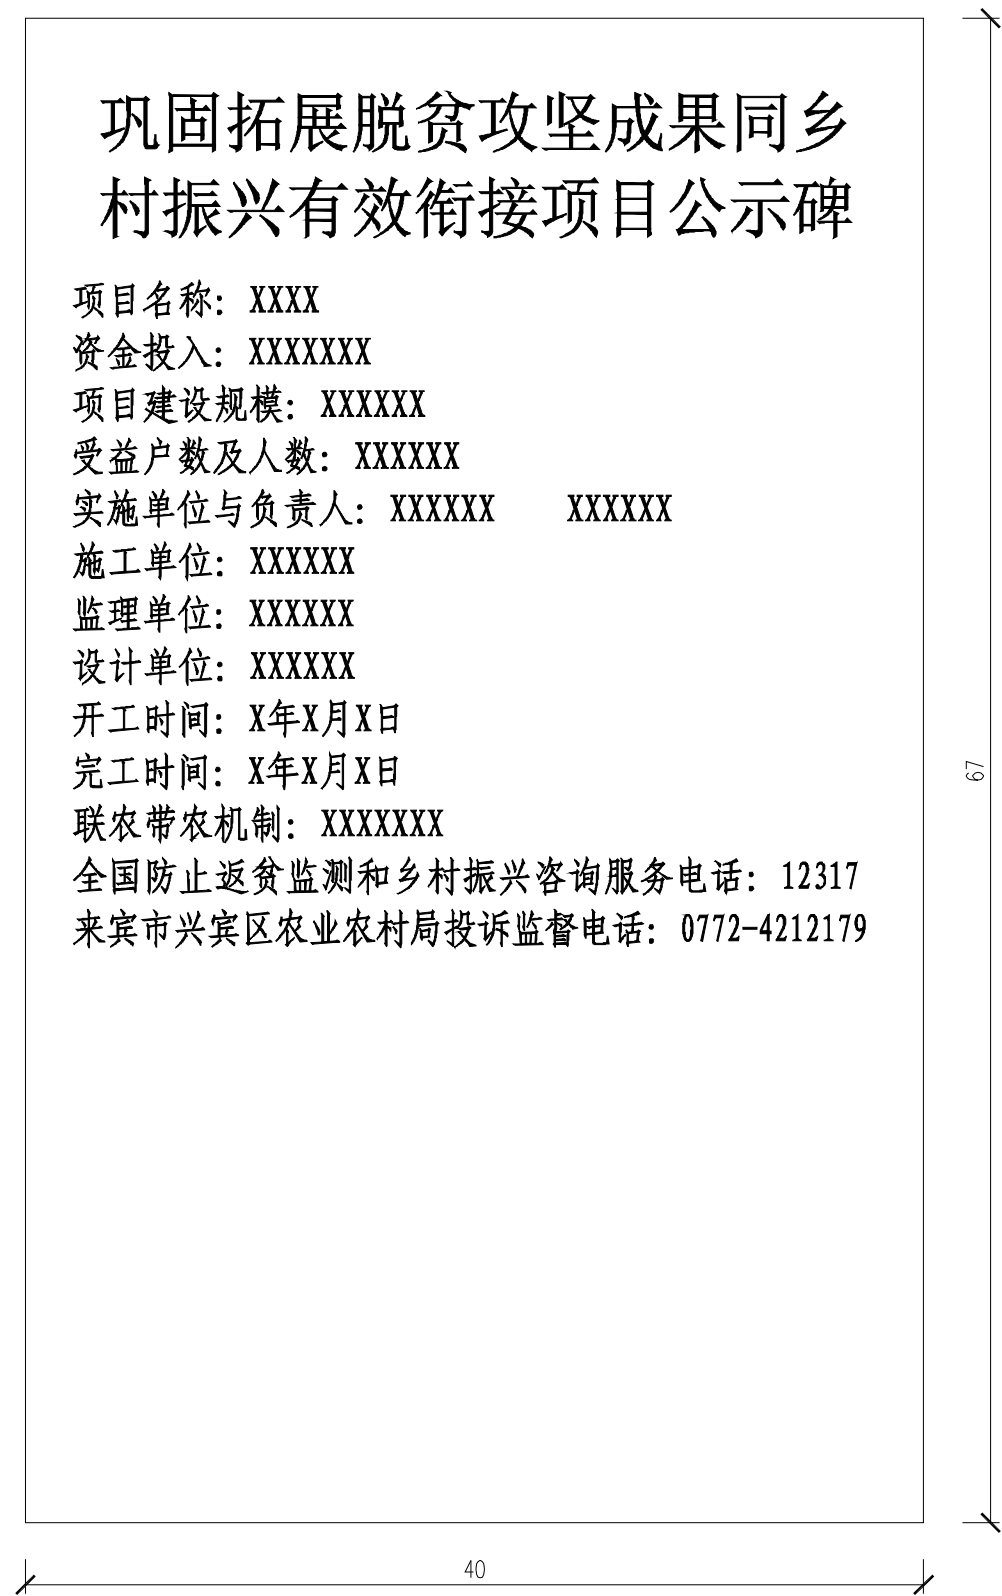 巩固拓展脱贫攻坚成果同乡
村振兴有效衔接项目公示碑
项目名称：XXXX
资金投入：XXXXXXX
项目建设规模：XXXXXX
受益户数及人数：XXXXXX
实施单位与负责人：XXXXXX XXXXXX
施工单位：XXXXXX
监理单位：XXXXXX
设计单位：XXXXXX
开工时间：X年X月X日
完工时间：X年X月X日
联农带农机制：XXXXXXX
全国防止返贫监测和乡村振兴咨询服务电话：12317
来宾市兴宾区农业农村局投诉监督电话：0772-4212179
67
40